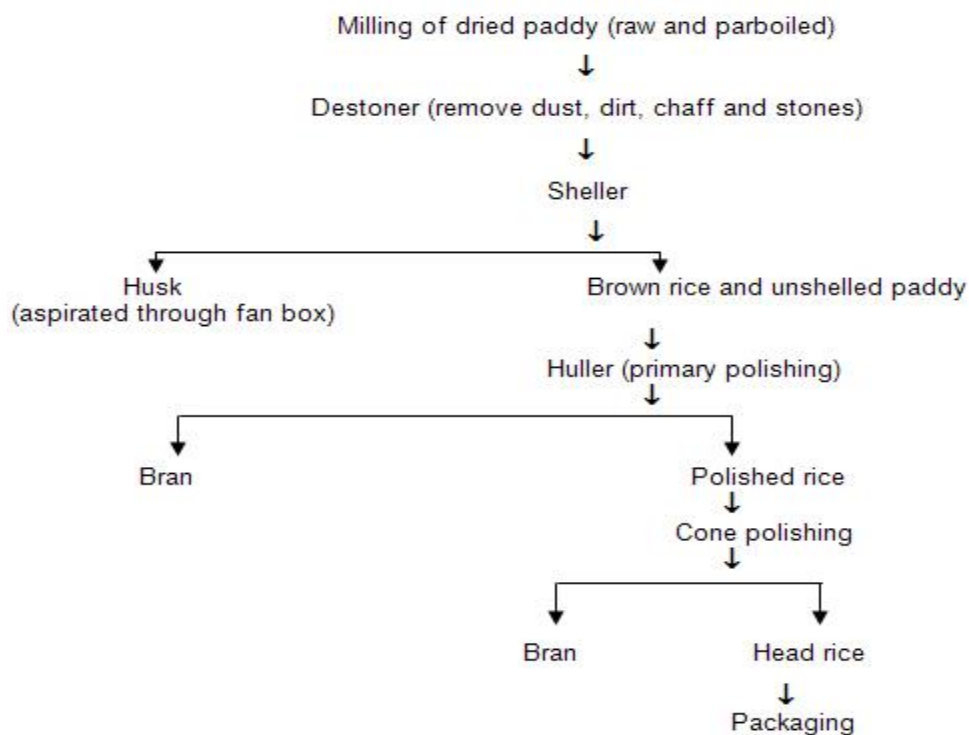 Milling of dried paddy (raw and parboiled)
Destoner (remove dust, dirt, chaff and stones)
Sheller
Husk
(aspirated through fan box)
Brown rice and unshelled paddy
Huller (primary polishing)
Bran
Polished rice
Cone polishing
Bran
Head rice
Packaging